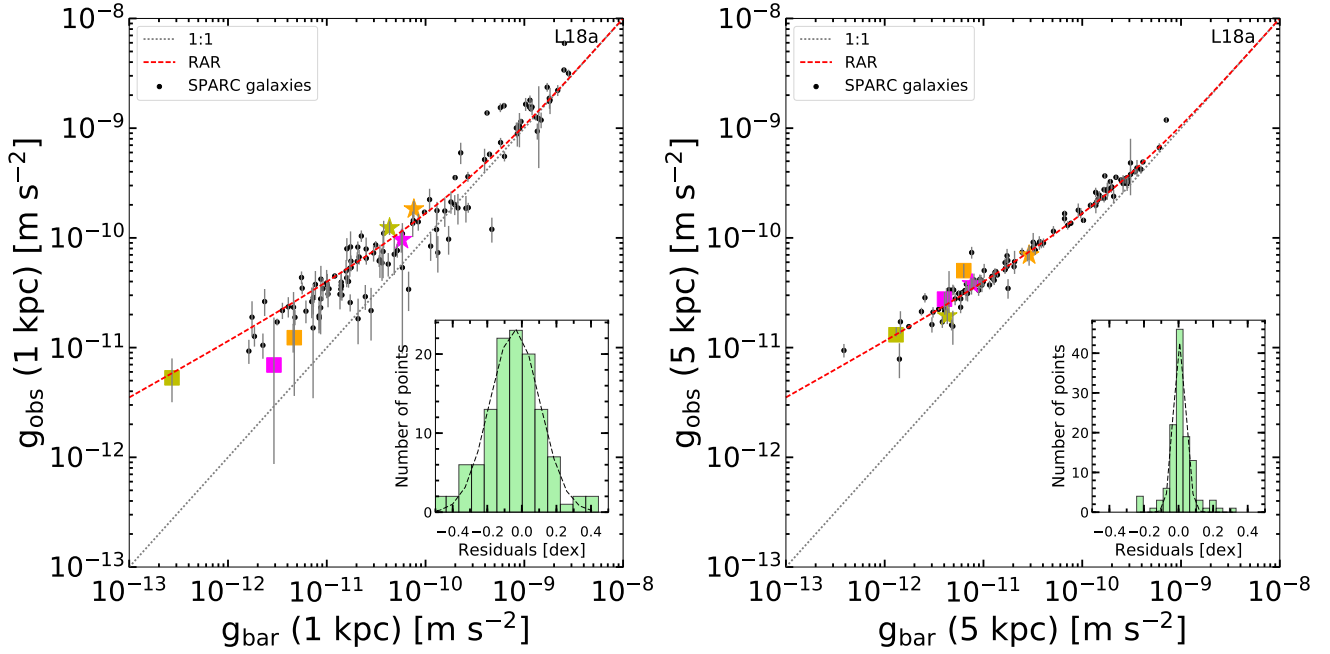 10⁻⁸
10⁻⁹
10⁻¹⁰
10⁻¹¹
10⁻¹²
10⁻¹³
g_obs (1 kpc) [m s⁻²]
1:1
RAR
SPARC galaxies
L18a
Number of points
20
10
0
−0.4 −0.2 0.0 0.2 0.4
Residuals [dex]
10⁻¹³ 10⁻¹² 10⁻¹¹ 10⁻¹⁰ 10⁻⁹ 10⁻⁸
g_bar (1 kpc) [m s⁻²]
10⁻⁸
10⁻⁹
10⁻¹⁰
10⁻¹¹
10⁻¹²
10⁻¹³
g_obs (5 kpc) [m s⁻²]
1:1
RAR
SPARC galaxies
L18a
Number of points
40
30
20
10
0
−0.4 −0.2 0.0 0.2 0.4
Residuals [dex]
10⁻¹³ 10⁻¹² 10⁻¹¹ 10⁻¹⁰ 10⁻⁹ 10⁻⁸
g_bar (5 kpc) [m s⁻²]